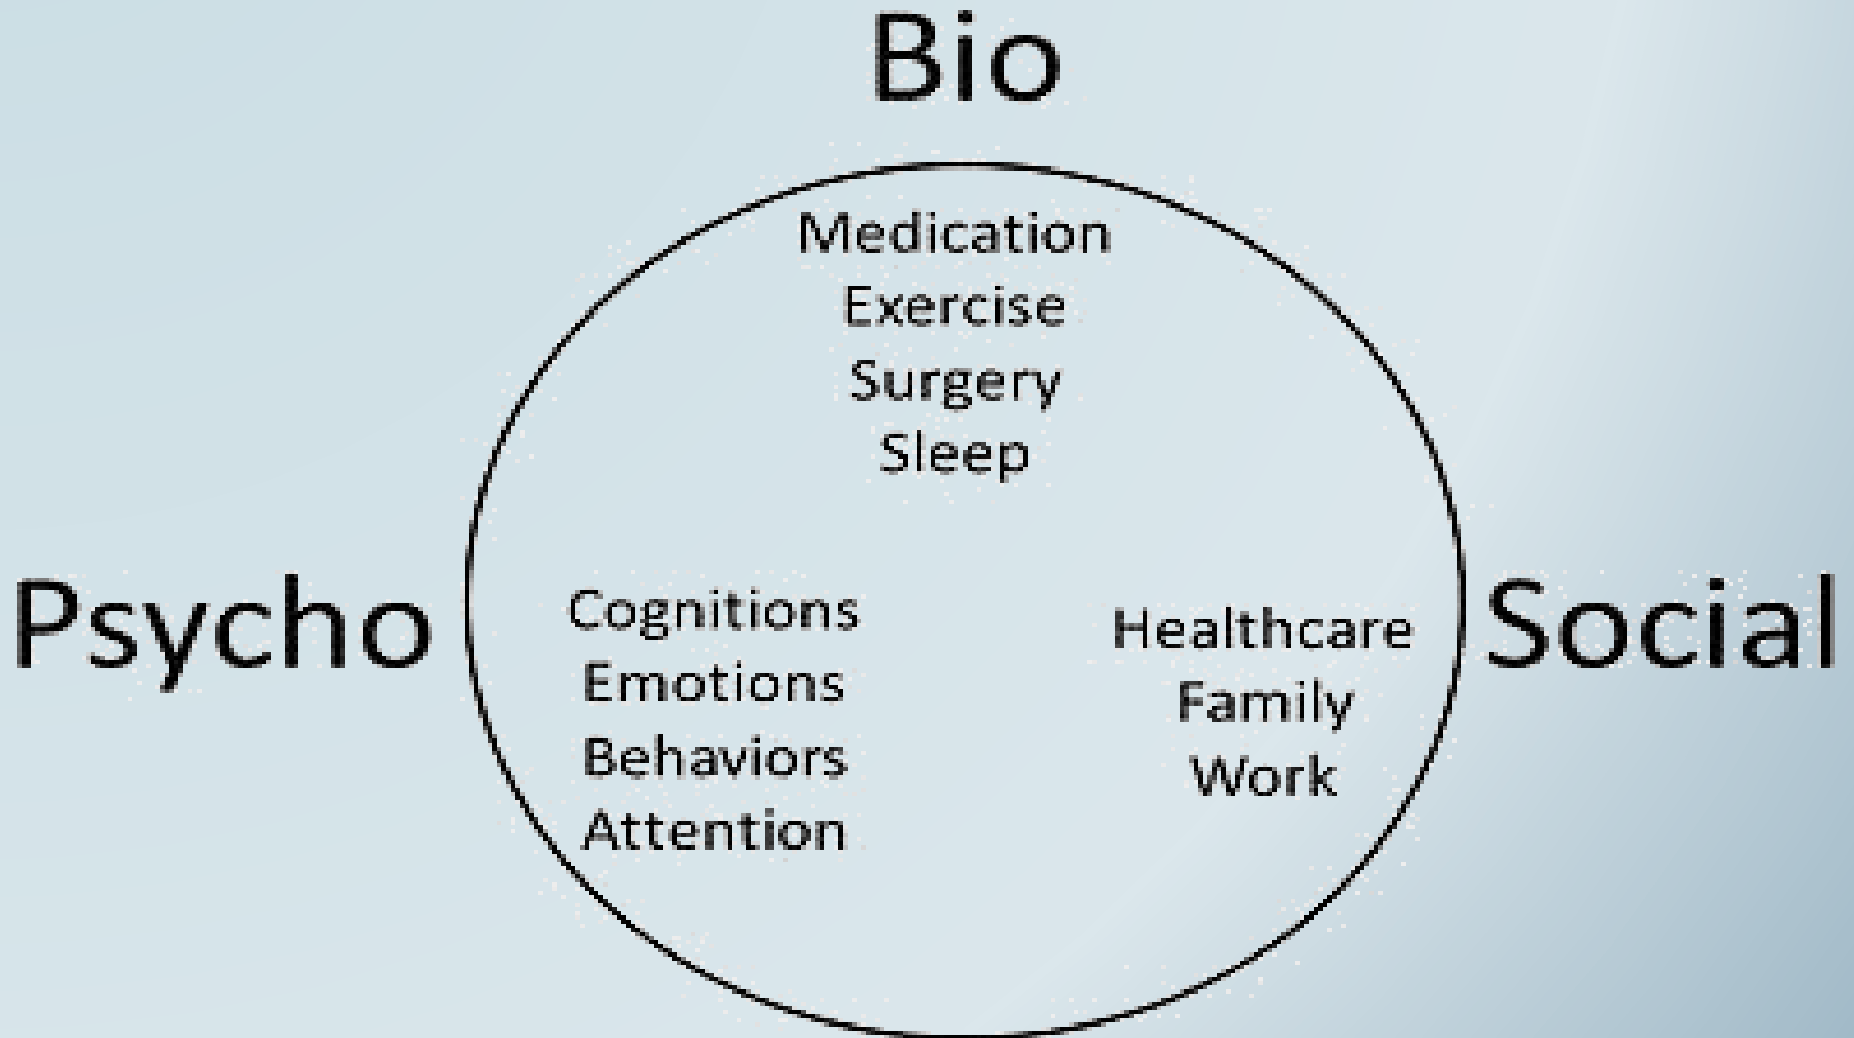 Bio
Medication
Exercise
Surgery
Sleep
Psycho
Cognitions
Emotions
Behaviors
Attention
Social
Healthcare
Family
Work